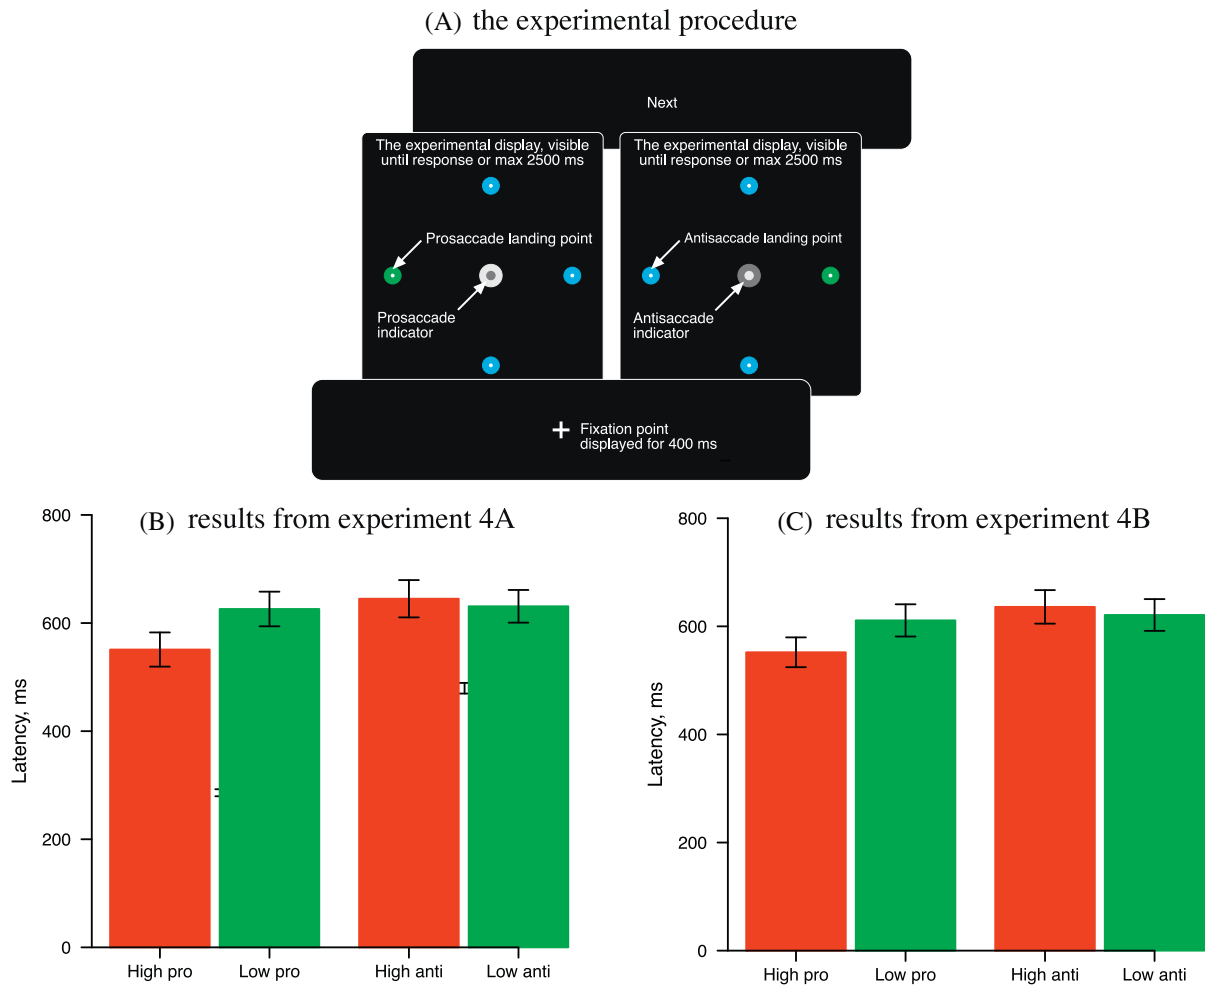 (A) the experimental procedure
Next
The experimental display, visible
until response or max 2500 ms
Prosaccade landing point
Prosaccade
indicator
The experimental display, visible
until response or max 2500 ms
Antisaccade landing point
Antisaccade
indicator
Fixation point
displayed for 400 ms
(B) results from experiment 4A
Latency, ms
800
600
400
200
0
High pro
Low pro
High anti
Low anti
(C) results from experiment 4B
Latency, ms
800
600
400
200
0
High pro
Low pro
High anti
Low anti